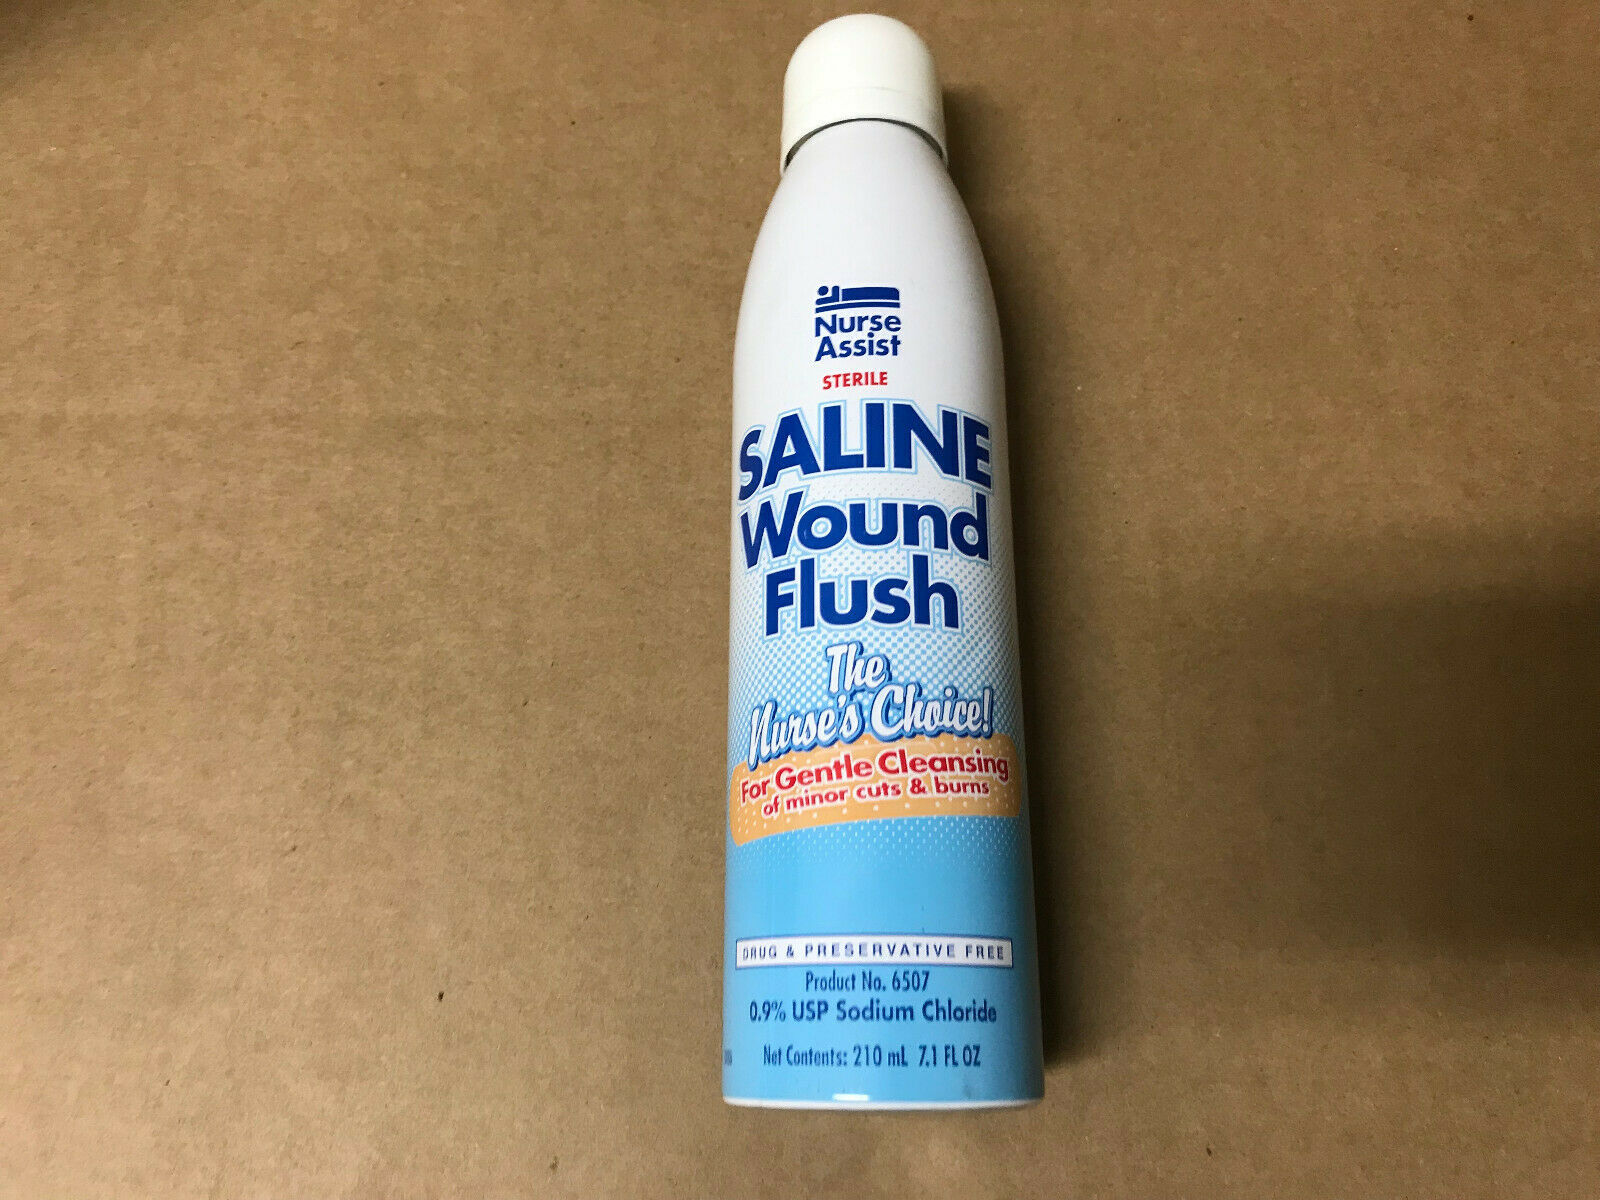 Nurse
Assist
STERILE
SALINE
Wound
Flush
The
Nurse's Choice!
For Gentle Cleansing
of minor cuts & burns
DRUG & PRESERVATIVE FREE
Product No. 6507
0.9% USP Sodium Chloride
Net Contents: 210 mL 7.1 FL OZ